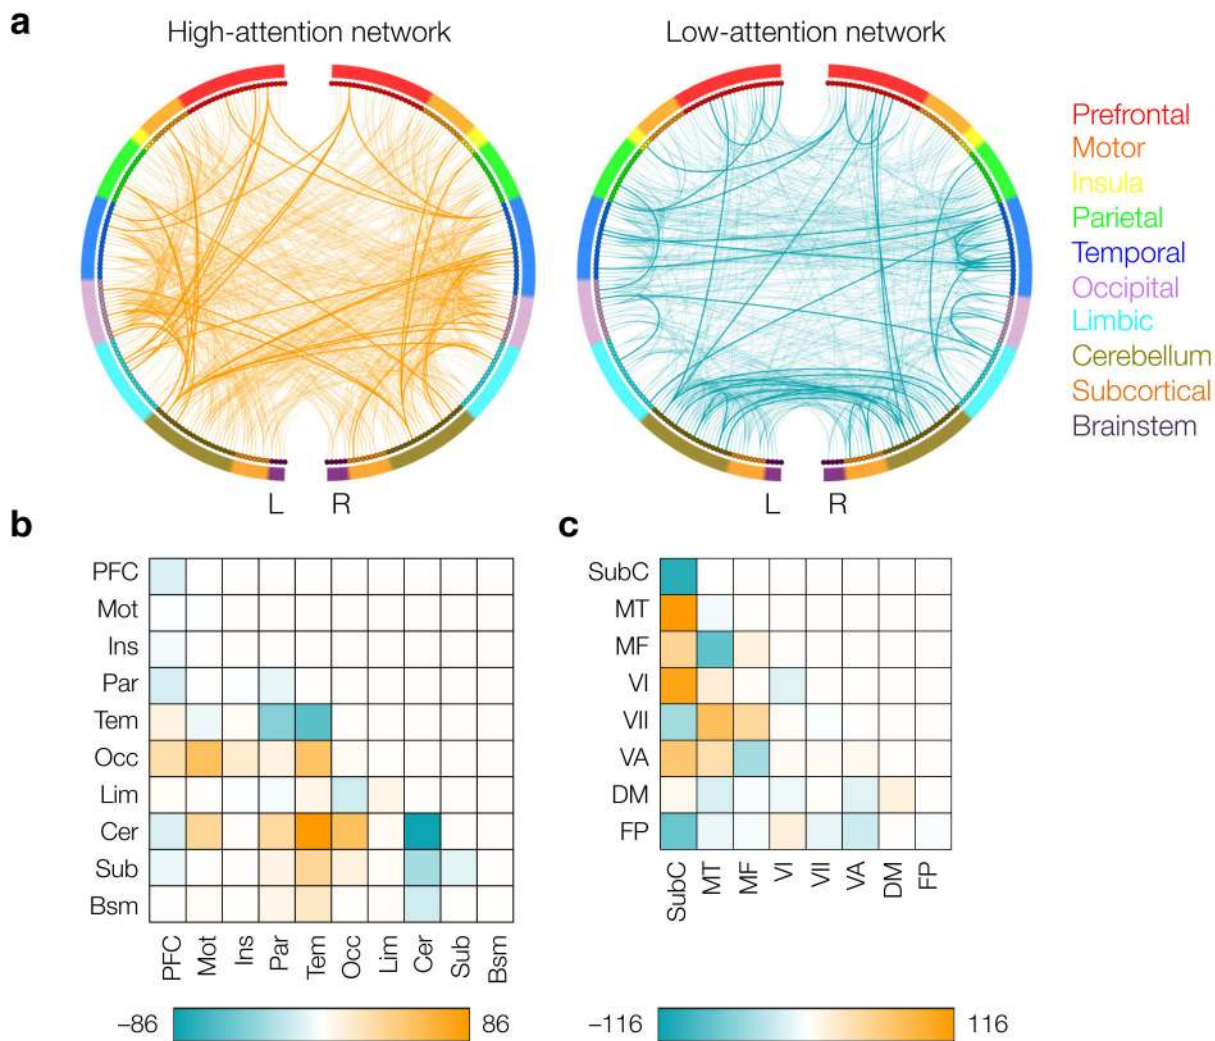 a
High-attention network
Low-attention network
Prefrontal
Motor
Insula
Parietal
Temporal
Occipital
Limbic
Cerebellum
Subcortical
Brainstem
L R
L R
b
PFC
Mot
Ins
Par
Tem
Occ
Lim
Cer
Sub
Bsm
PFC Mot Ins Par Tem Occ Lim Cer Sub Bsm
−86 86
c
SubC
MT
MF
VI
VII
VA
DM
FP
SubC MT MF VI VII VA DM FP
−116 116